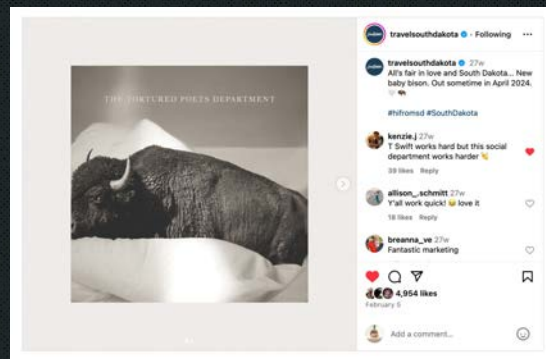 THE TORTURED POETS DEPARTMENT
travelsouthdakota • Following
travelsouthdakota 27w
All's fair in love and South Dakota... New
baby bison. Out sometime in April 2024.
🤍 🦬
#hifromsd #SouthDakota
kenzie.j 27w
T Swift works hard but this social
department works harder 👏
39 likes Reply
allison_.schmitt 27w
Y'all work quick! 😂 love it
18 likes Reply
breanna_ve 27w
Fantastic marketing
4,954 likes
February 5
Add a comment...